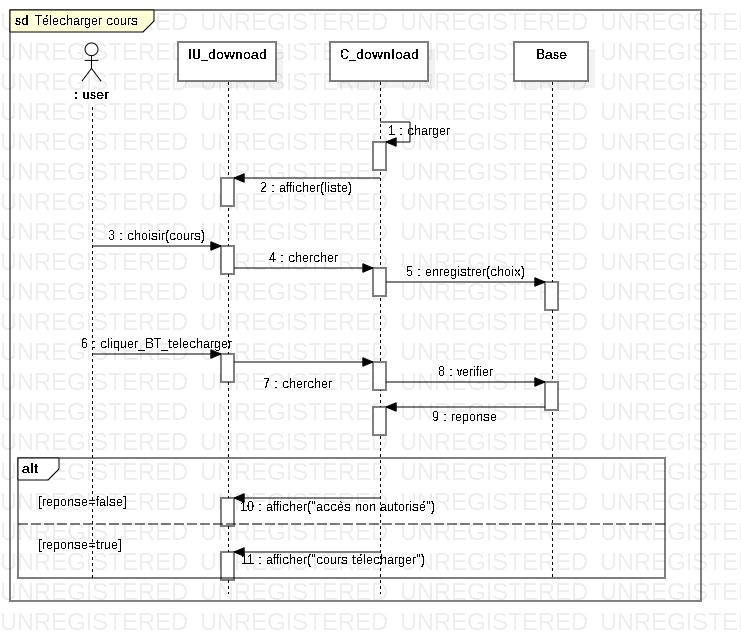 sd Télecharger cours
IU_downoad
C_download
Base
: user
1 : charger
2 : afficher(liste)
3 : choisir(cours)
4 : chercher
5 : enregistrer(choix)
6 : cliquer_BT_telecharger
7 : chercher
8 : verifier
9 : reponse
alt
[reponse=false]
10 : afficher("accès non autorisé")
[reponse=true]
11 : afficher("cours télecharger")
UNREGISTERED